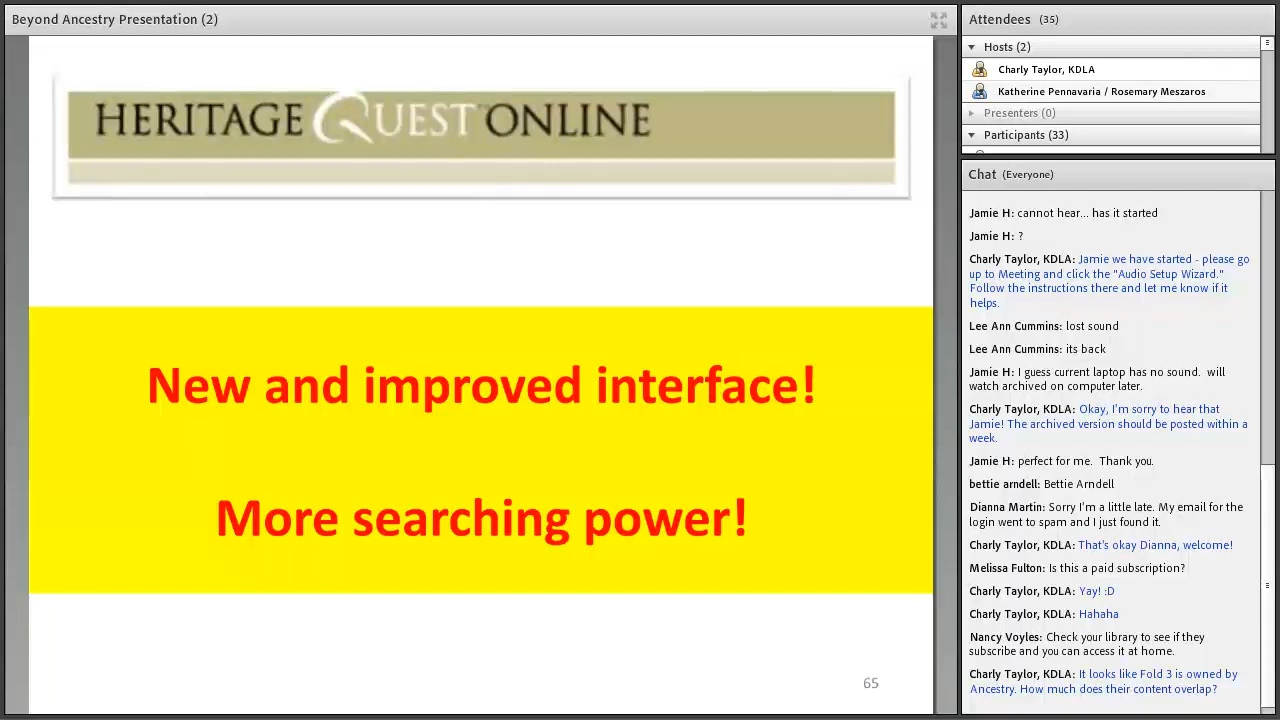 Beyond Ancestry Presentation (2)
HERITAGE QUEST™ ONLINE
New and improved interface!
More searching power!
65
Attendees (35)
Hosts (2)
Charly Taylor, KDLA
Katherine Pennavaria / Rosemary Meszaros
Presenters (0)
Participants (33)
Chat (Everyone)
Jamie H: cannot hear... has it started
Jamie H: ?
Charly Taylor, KDLA: Jamie we have started - please go
up to Meeting and click the "Audio Setup Wizard."
Follow the instructions there and let me know if it
helps.
Lee Ann Cummins: lost sound
Lee Ann Cummins: its back
Jamie H: I guess current laptop has no sound. will
watch archived on computer later.
Charly Taylor, KDLA: Okay, I'm sorry to hear that
Jamie! The archived version should be posted within a
week.
Jamie H: perfect for me. Thank you.
bettie arndell: Bettie Arndell
Dianna Martin: Sorry I'm a little late. My email for the
login went to spam and I just found it.
Charly Taylor, KDLA: That's okay Dianna, welcome!
Melissa Fulton: Is this a paid subscription?
Charly Taylor, KDLA: Yay! :D
Charly Taylor, KDLA: Hahaha
Nancy Voyles: Check your library to see if they
subscribe and you can access it at home.
Charly Taylor, KDLA: It looks like Fold 3 is owned by
Ancestry. How much does their content overlap?